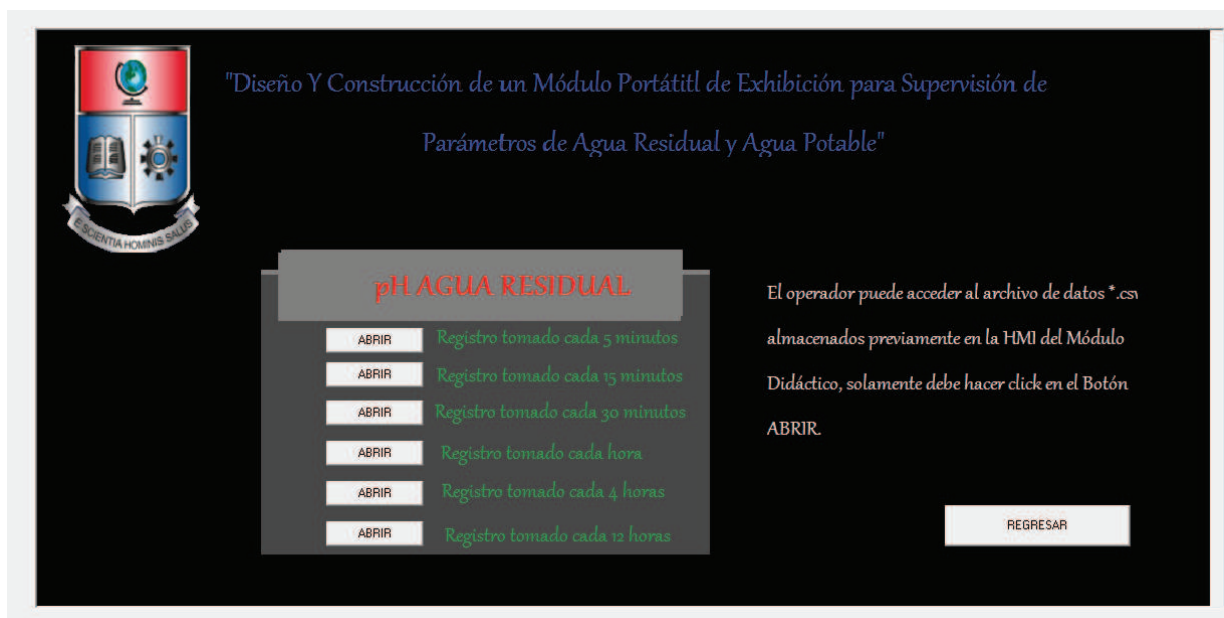 "Diseño Y Construcción de un Módulo Portátitl de Exhibición para Supervisión de
Parámetros de Agua Residual y Agua Potable"
E SCIENTIA HOMINIS SALUS
pH AGUA RESIDUAL
ABRIR Registro tomado cada 5 minutos
ABRIR Registro tomado cada 15 minutos
ABRIR Registro tomado cada 30 minutos
ABRIR Registro tomado cada hora
ABRIR Registro tomado cada 4 horas
ABRIR Registro tomado cada 12 horas
El operador puede acceder al archivo de datos *.csv
almacenados previamente en la HMI del Módulo
Didáctico, solamente debe hacer click en el Botón
ABRIR.
REGRESAR